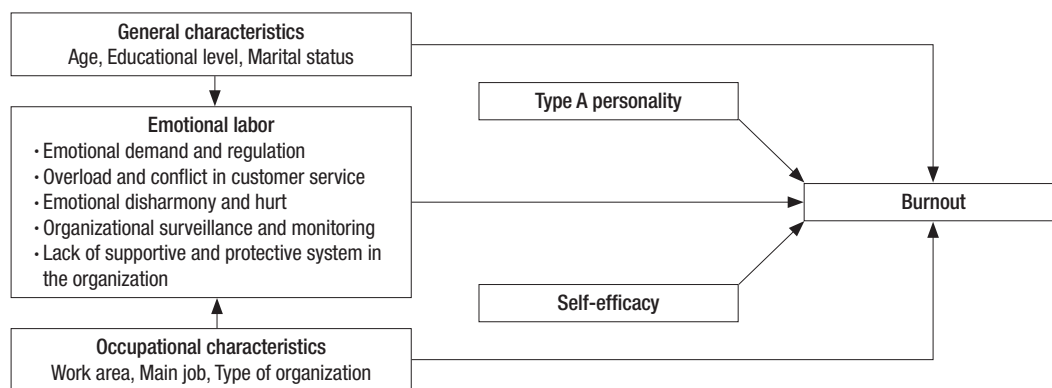 General characteristics
Age, Educational level, Marital status
Type A personality
Emotional labor
· Emotional demand and regulation
· Overload and conflict in customer service
· Emotional disharmony and hurt
· Organizational surveillance and monitoring
· Lack of supportive and protective system in
the organization
Burnout
Self-efficacy
Occupational characteristics
Work area, Main job, Type of organization